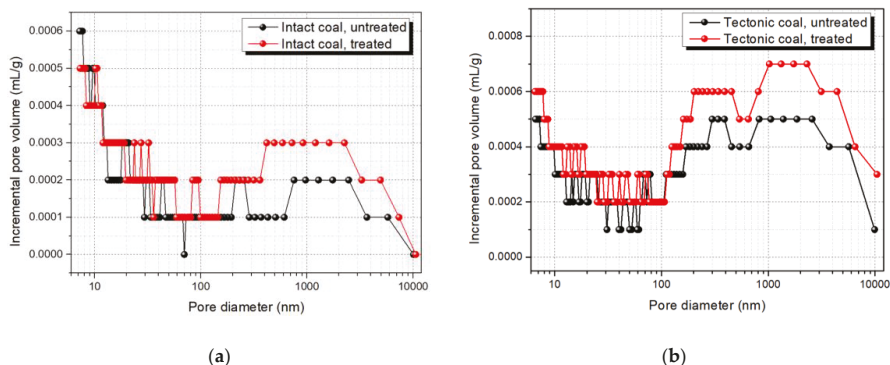 Intact coal, untreated
Intact coal, treated
Incremental pore volume (mL/g)
0.0006
0.0005
0.0004
0.0003
0.0002
0.0001
0.0000
10
100
1000
10000
Pore diameter (nm)
(a)
Tectonic coal, untreated
Tectonic coal, treated
Incremental pore volume (mL/g)
0.0008
0.0006
0.0004
0.0002
0.0000
10
100
1000
10000
Pore diameter (nm)
(b)